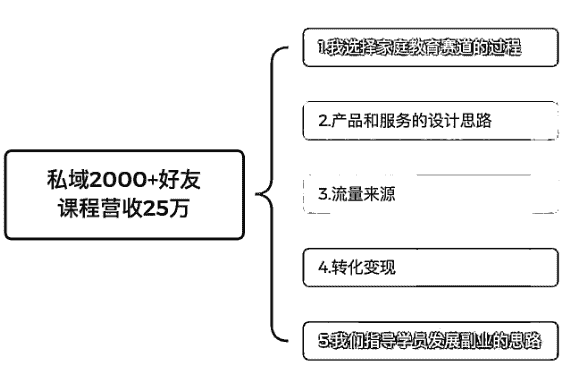 私域2000+好友
课程营收25万
1.我选择家庭教育赛道的过程
2.产品和服务的设计思路
3.流量来源
4.转化变现
5.我们指导学员发展副业的思路